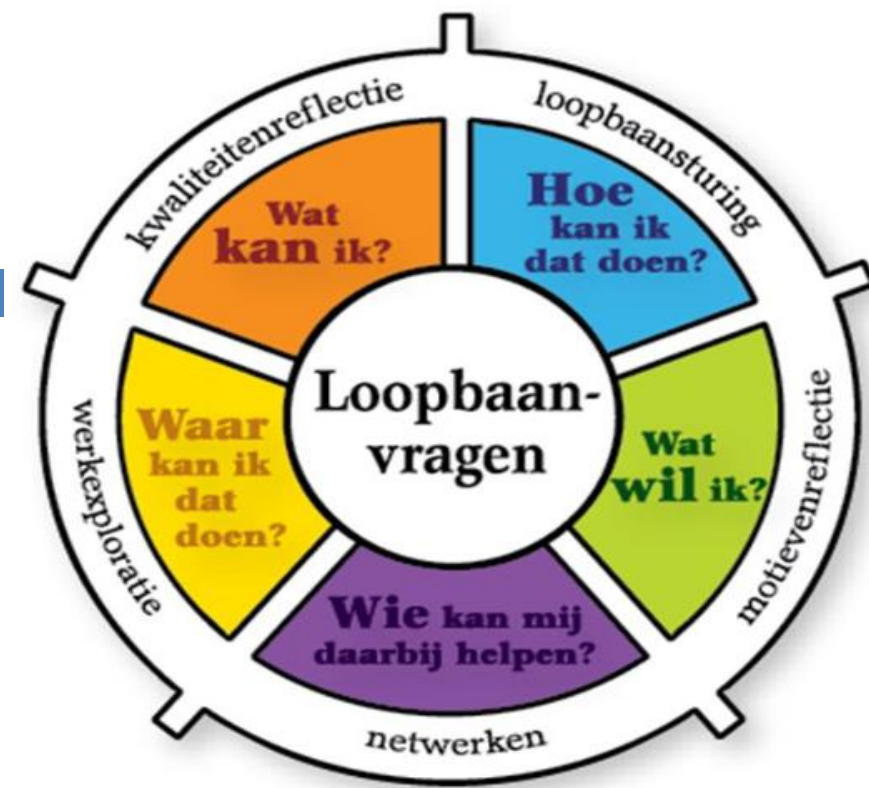 kwaliteitenreflectie
Wat
kan ik?
loopbaansturing
Hoe
kan ik
dat doen?
motievenreflectie
Wat
wil ik?
netwerken
Wie kan mij
daarbij helpen?
werkexploratie
Waar
kan ik
dat
doen?
Loopbaan-
vragen